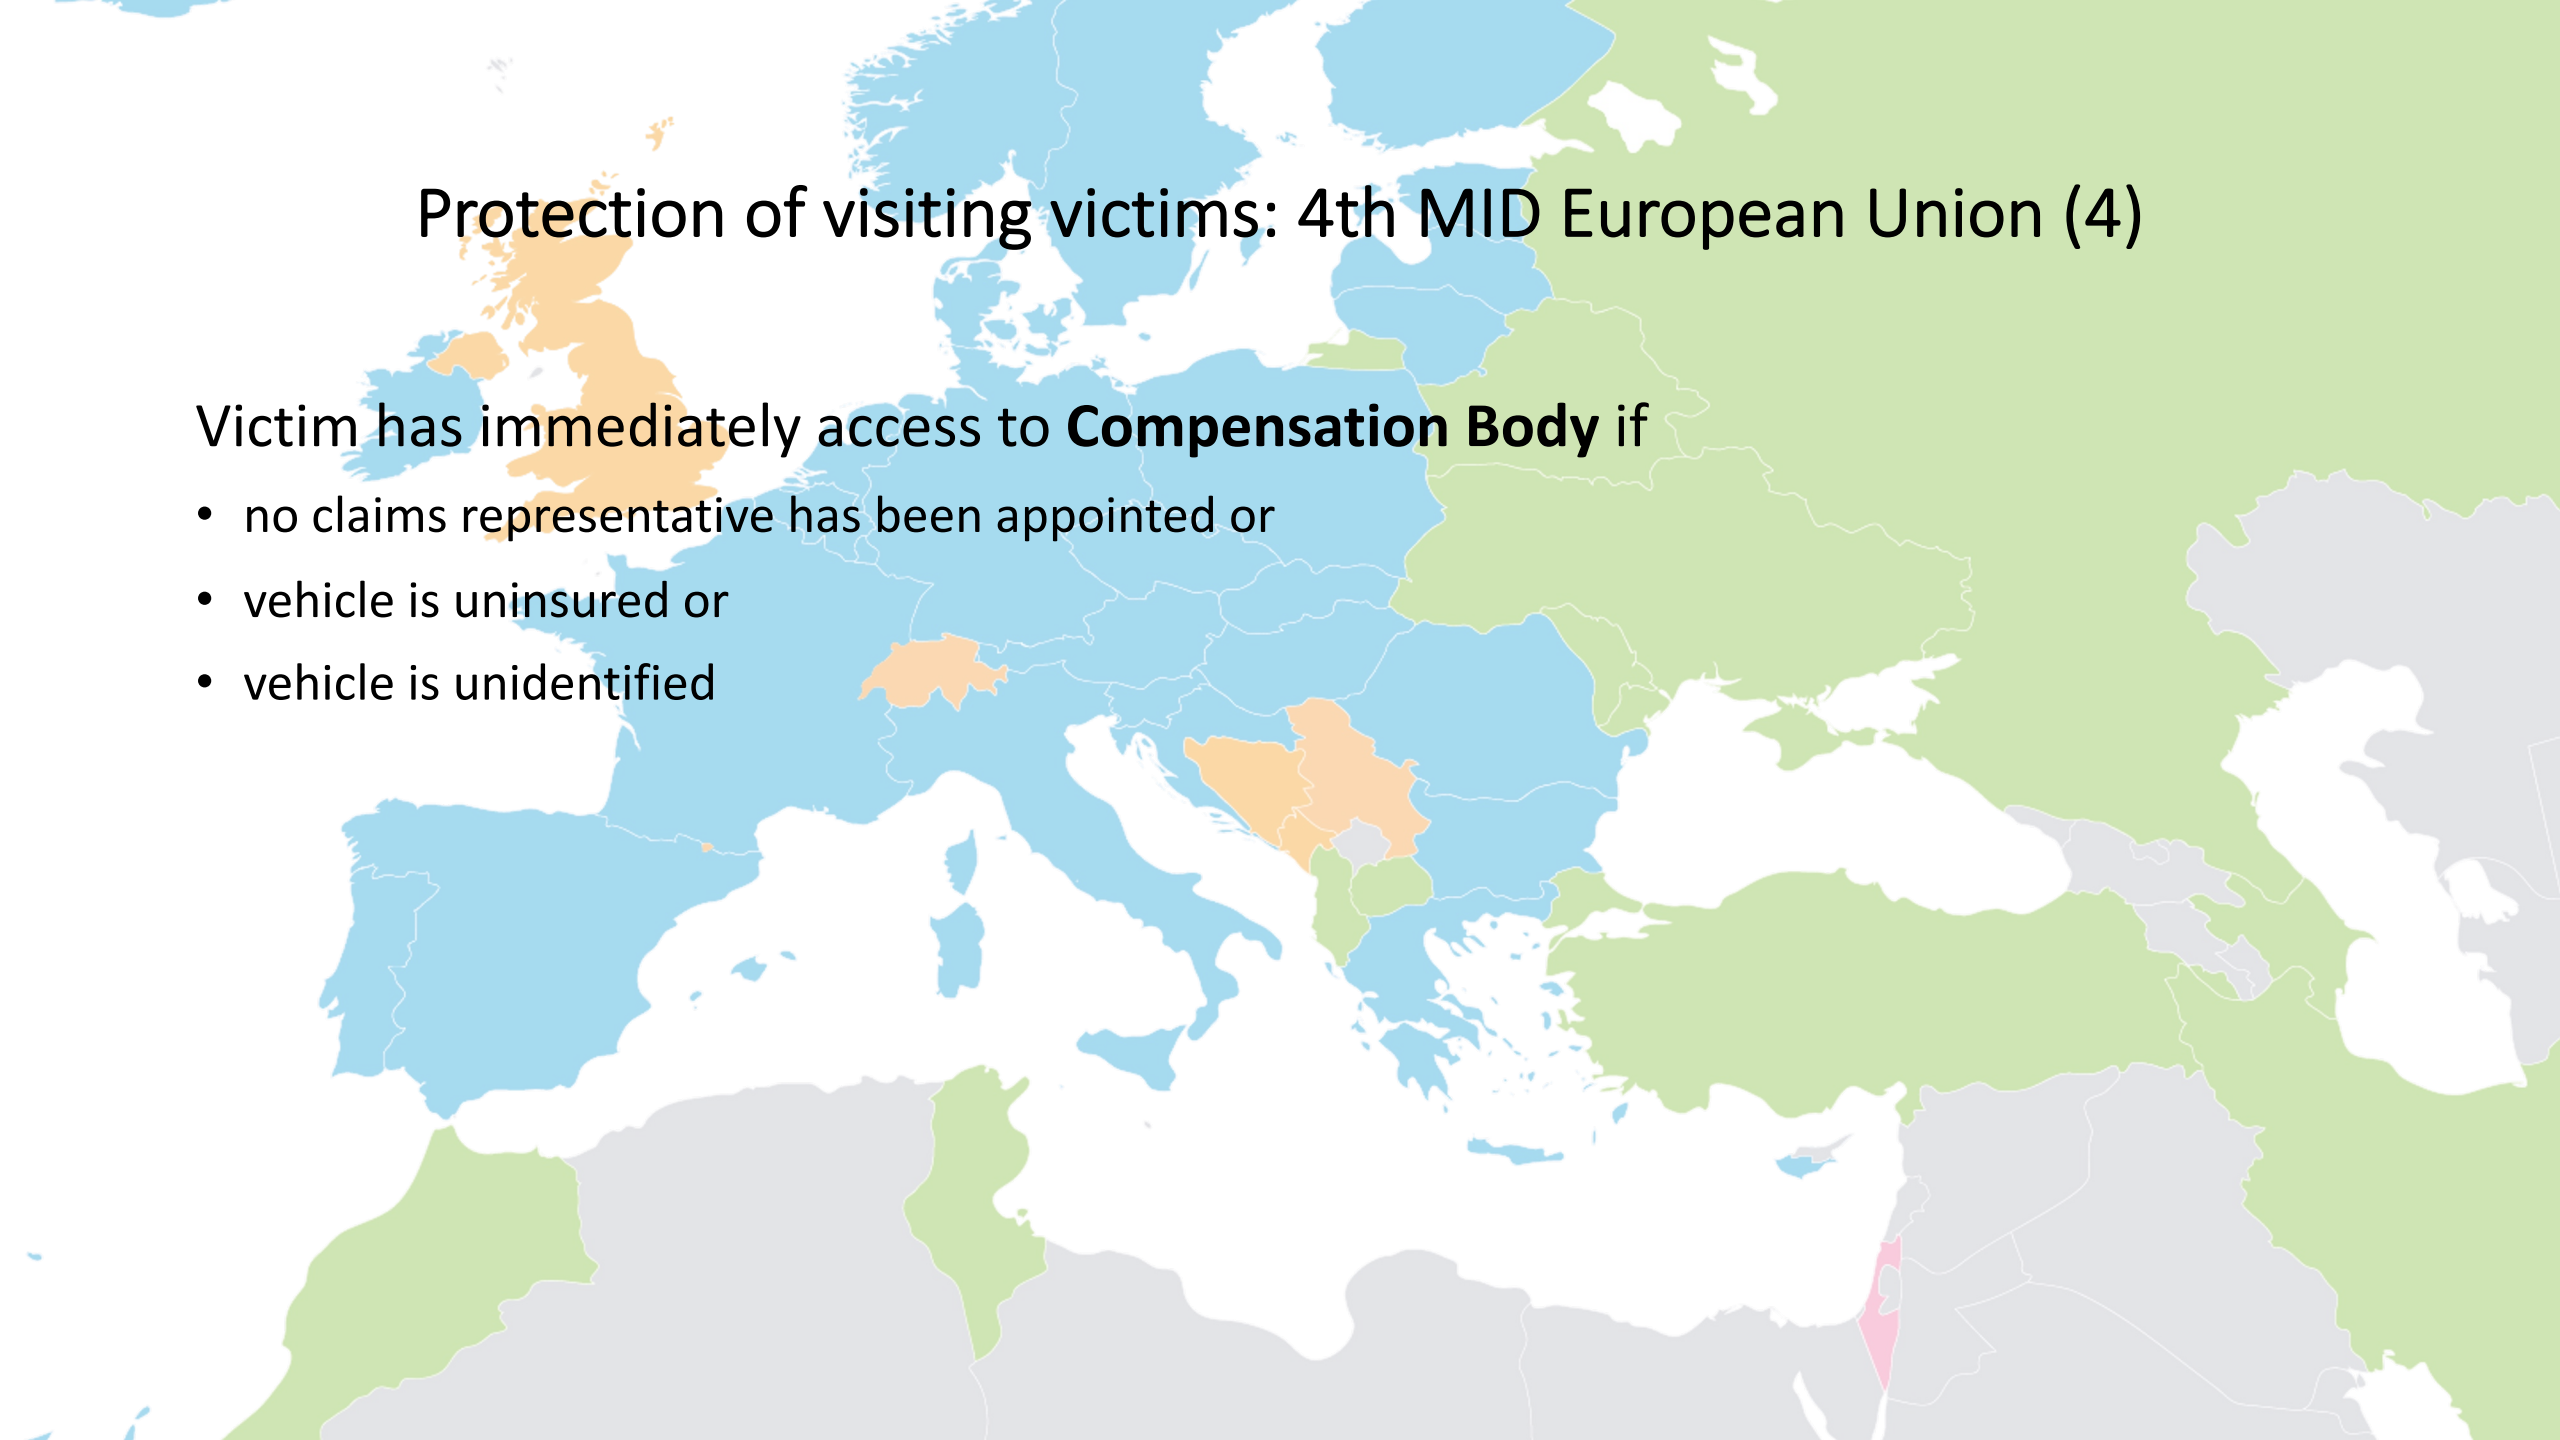 Protection of visiting victims: 4th MID European Union (4)
Victim has immediately access to Compensation Body if
• no claims representative has been appointed or
• vehicle is uninsured or
• vehicle is unidentified